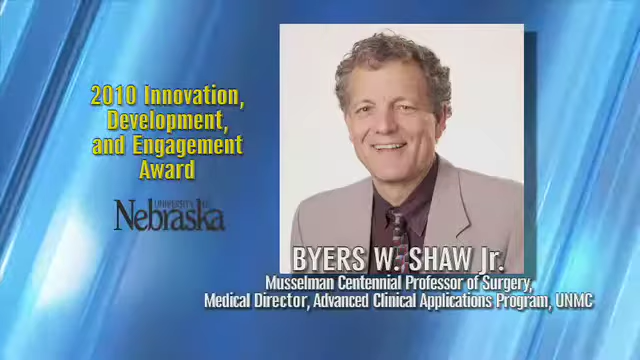 2010 Innovation,
Development,
and Engagement
Award
UNIVERSITY OF
Nebraska
BYERS W. SHAW Jr.
Musselman Centennial Professor of Surgery,
Medical Director, Advanced Clinical Applications Program, UNMC